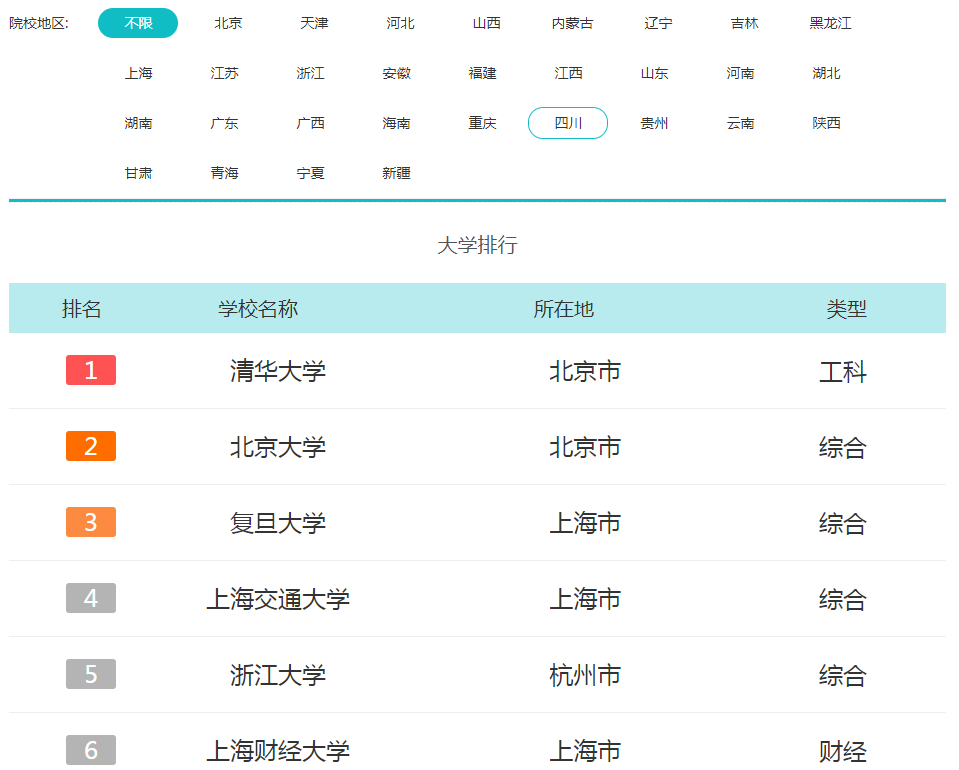 院校地区: 不限 北京 天津 河北 山西 内蒙古 辽宁 吉林 黑龙江
上海 江苏 浙江 安徽 福建 江西 山东 河南 湖北
湖南 广东 广西 海南 重庆 四川 贵州 云南 陕西
甘肃 青海 宁夏 新疆
大学排行
排名 学校名称 所在地 类型
1 清华大学 北京市 工科
2 北京大学 北京市 综合
3 复旦大学 上海市 综合
4 上海交通大学 上海市 综合
5 浙江大学 杭州市 综合
6 上海财经大学 上海市 财经